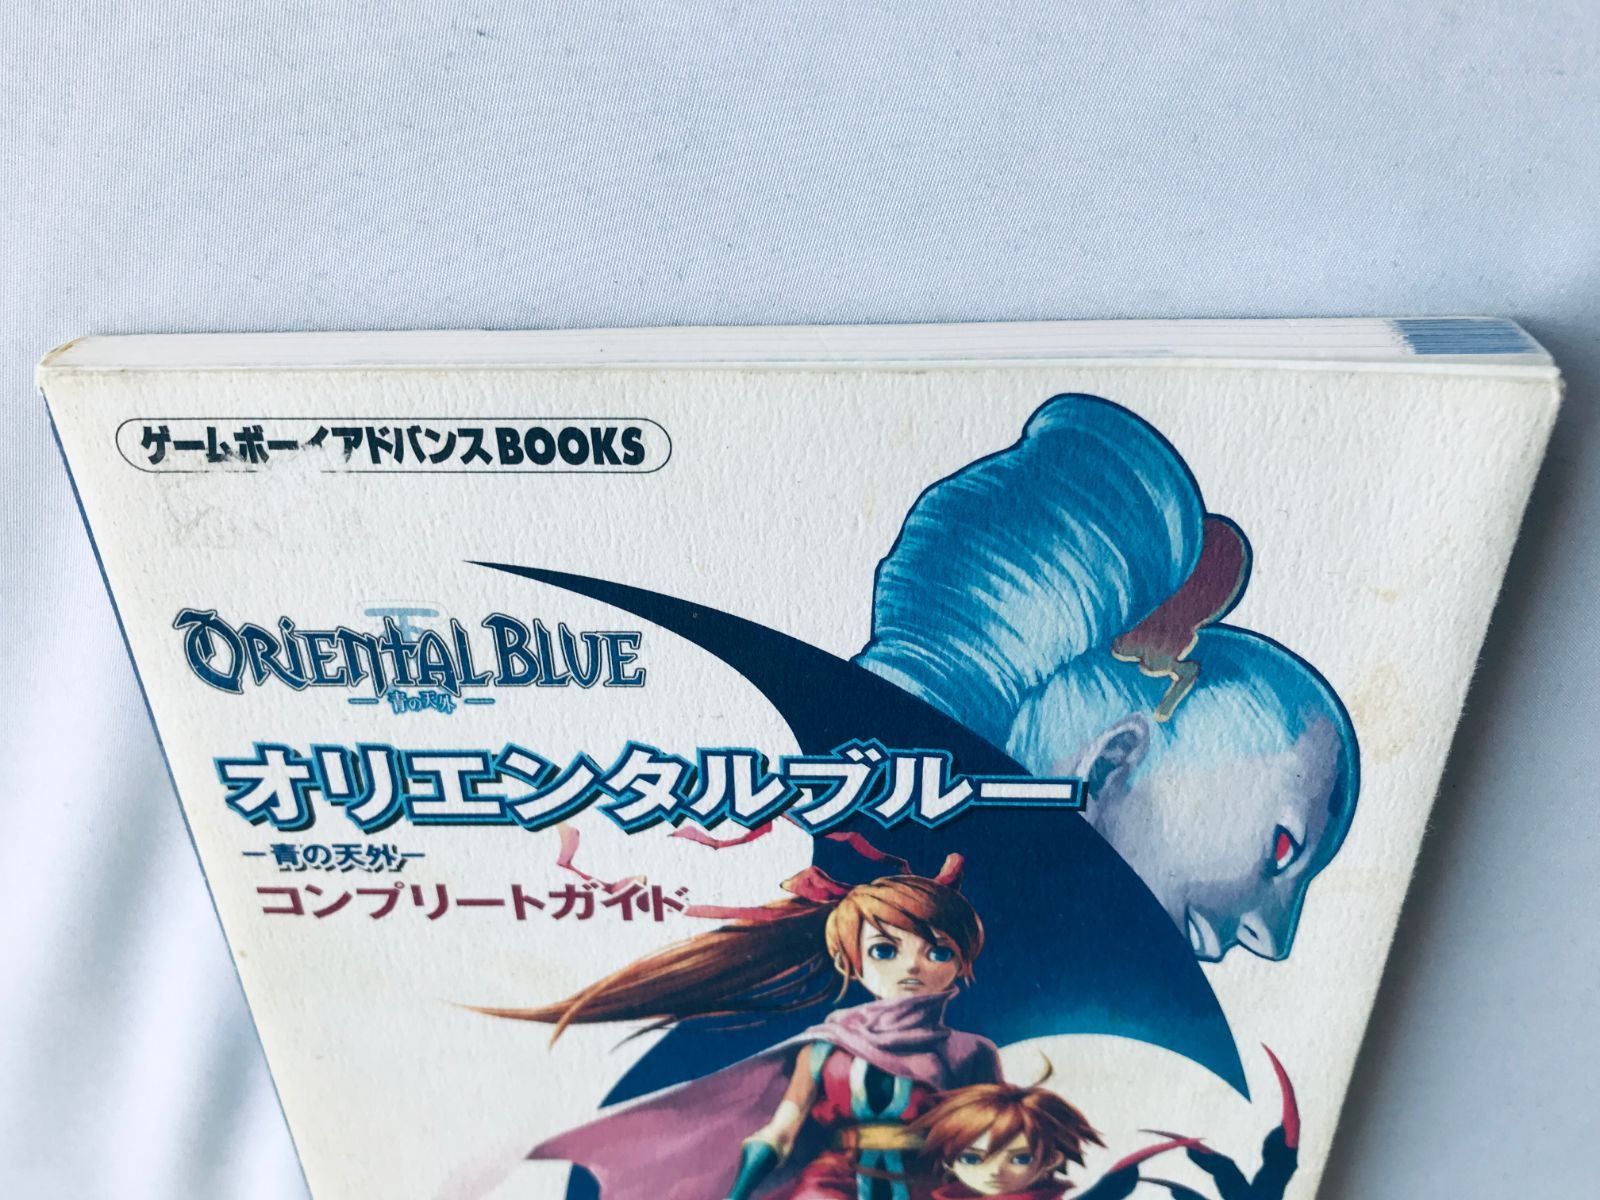 ゲームボーイアドバンスBOOKS
ORIENTAL BLUE
－青の天外－
オリエンタルブルー
－青の天外－
コンプリートガイド